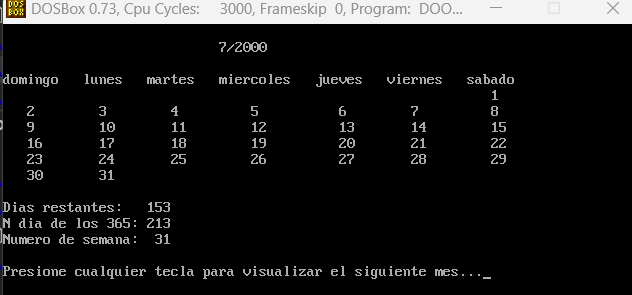 DOS BOX DOSBox 0.73, Cpu Cycles: 3000, Frameskip 0, Program: DOO...
7/2000
domingo lunes martes miercoles jueves viernes sabado
1
2 3 4 5 6 7 8
9 10 11 12 13 14 15
16 17 18 19 20 21 22
23 24 25 26 27 28 29
30 31
Dias restantes: 153
N dia de los 365: 213
Numero de semana: 31
Presione cualquier tecla para visualizar el siguiente mes..._